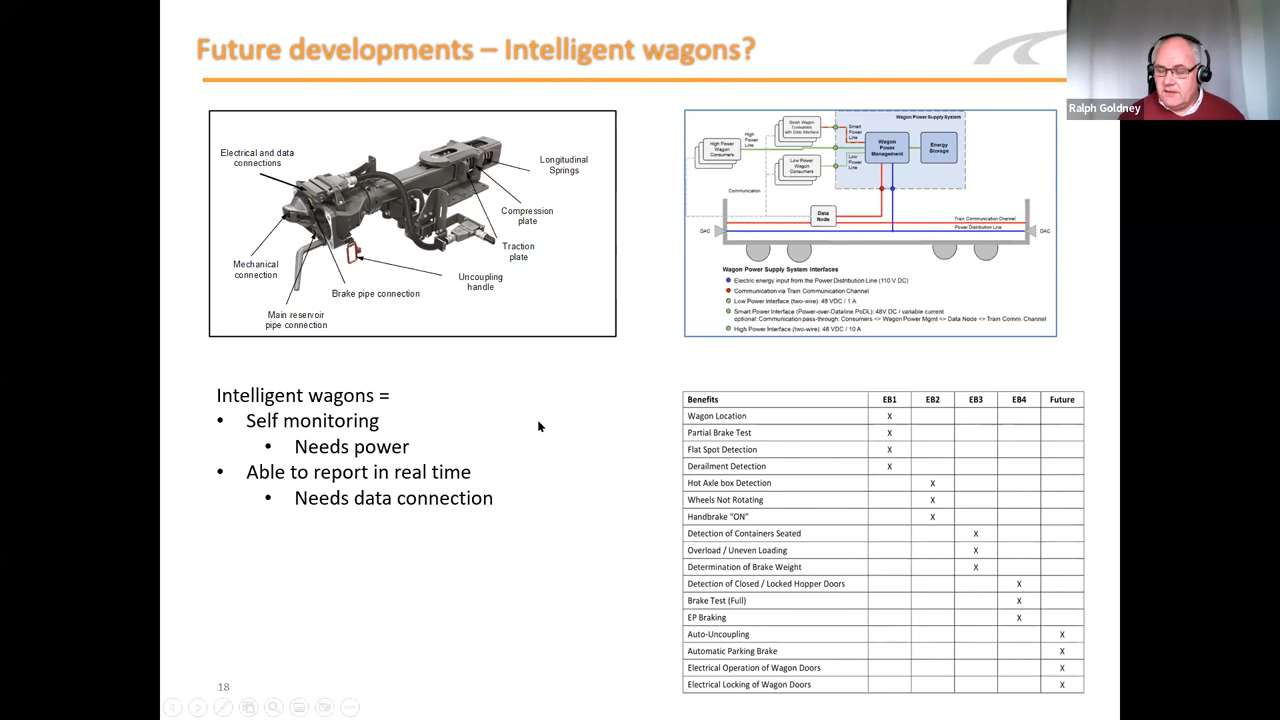 Future developments – Intelligent wagons?
Ralph Goldney
Electrical and data
connections
Longitudinal
Springs
Compression
plate
Traction
plate
Mechanical
connection
Uncoupling
handle
Brake pipe connection
Main reservoir
pipe connection
Wagon Power Supply System
Smart Wagon
Consumers
with Data Interface
Smart
Power
Line
High
Power
Line
High Power
Wagon
Consumers
Wagon
Power
Management
Energy
Storage
Low
Power
Line
Low Power
Wagon
Consumers
Communication
Data
Node
Train Communication Channel
Power Distribution Line
DAC
DAC
Wagon Power Supply System Interfaces
Electric energy input from the Power Distribution Line (110 V DC)
Communication via Train Communication Channel
Low Power Interface (two-wire): 48 VDC / 1 A
Smart Power Interface (Power-over-Dataline PoDL): 48V DC / variable current
optional: Communication pass-through: Consumers <> Wagon Power Mgmt <> Data Node <> Train Comm. Channel
High Power Interface (two-wire): 48 VDC / 10 A
Intelligent wagons =
• Self monitoring
• Needs power
• Able to report in real time
• Needs data connection
Benefits EB1 EB2 EB3 EB4 Future
Wagon Location X
Partial Brake Test X
Flat Spot Detection X
Derailment Detection X
Hot Axle box Detection X
Wheels Not Rotating X
Handbrake "ON" X
Detection of Containers Seated X
Overload / Uneven Loading X
Determination of Brake Weight X
Detection of Closed / Locked Hopper Doors X
Brake Test (Full) X
EP Braking X
Auto-Uncoupling X
Automatic Parking Brake X
Electrical Operation of Wagon Doors X
Electrical Locking of Wagon Doors X
18